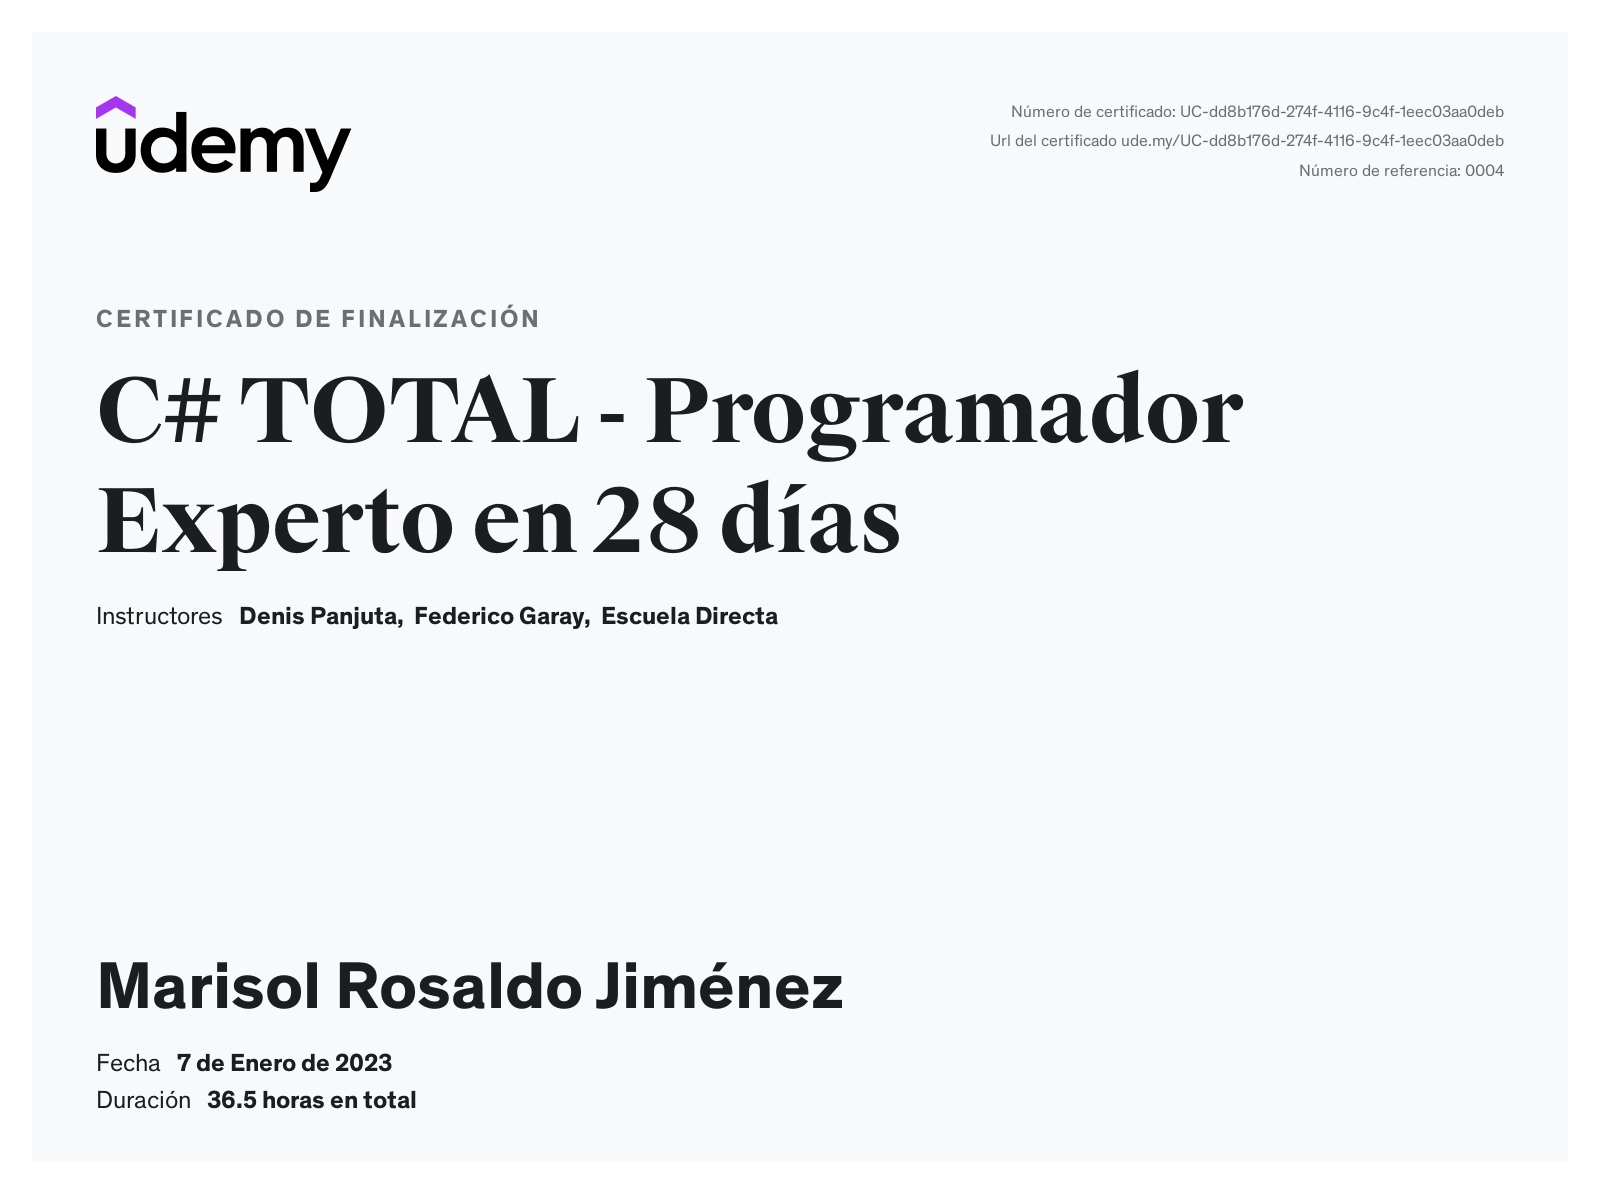 udemy
Número de certificado: UC-dd8b176d-274f-4116-9c4f-1eec03aa0deb
Url del certificado ude.my/UC-dd8b176d-274f-4116-9c4f-1eec03aa0deb
Número de referencia: 0004
CERTIFICADO DE FINALIZACIÓN
C# TOTAL - Programador
Experto en 28 días
Instructores Denis Panjuta, Federico Garay, Escuela Directa
Marisol Rosaldo Jiménez
Fecha 7 de Enero de 2023
Duración 36.5 horas en total